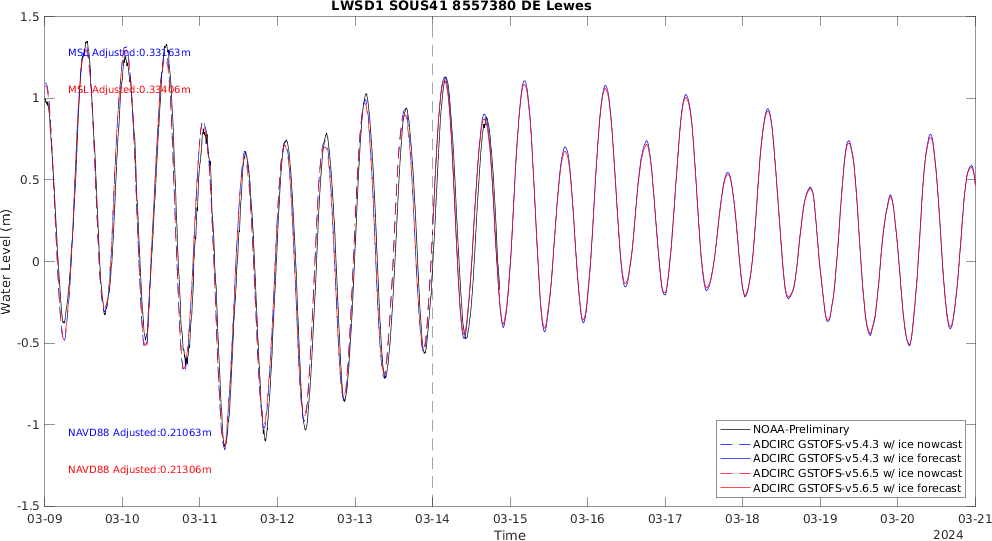 LWSD1 SOUS41 8557380 DE Lewes
1.5
1
0.5
0
-0.5
-1
-1.5
Water Level (m)
MSL Adjusted:0.33163m
MSL Adjusted:0.33406m
NAVD88 Adjusted:0.21063m
NAVD88 Adjusted:0.21306m
NOAA-Preliminary
ADCIRC GSTOFS-v5.4.3 w/ ice nowcast
ADCIRC GSTOFS-v5.4.3 w/ ice forecast
ADCIRC GSTOFS-v5.6.5 w/ ice nowcast
ADCIRC GSTOFS-v5.6.5 w/ ice forecast
03-09 03-10 03-11 03-12 03-13 03-14 03-15 03-16 03-17 03-18 03-19 03-20 03-21
Time
2024